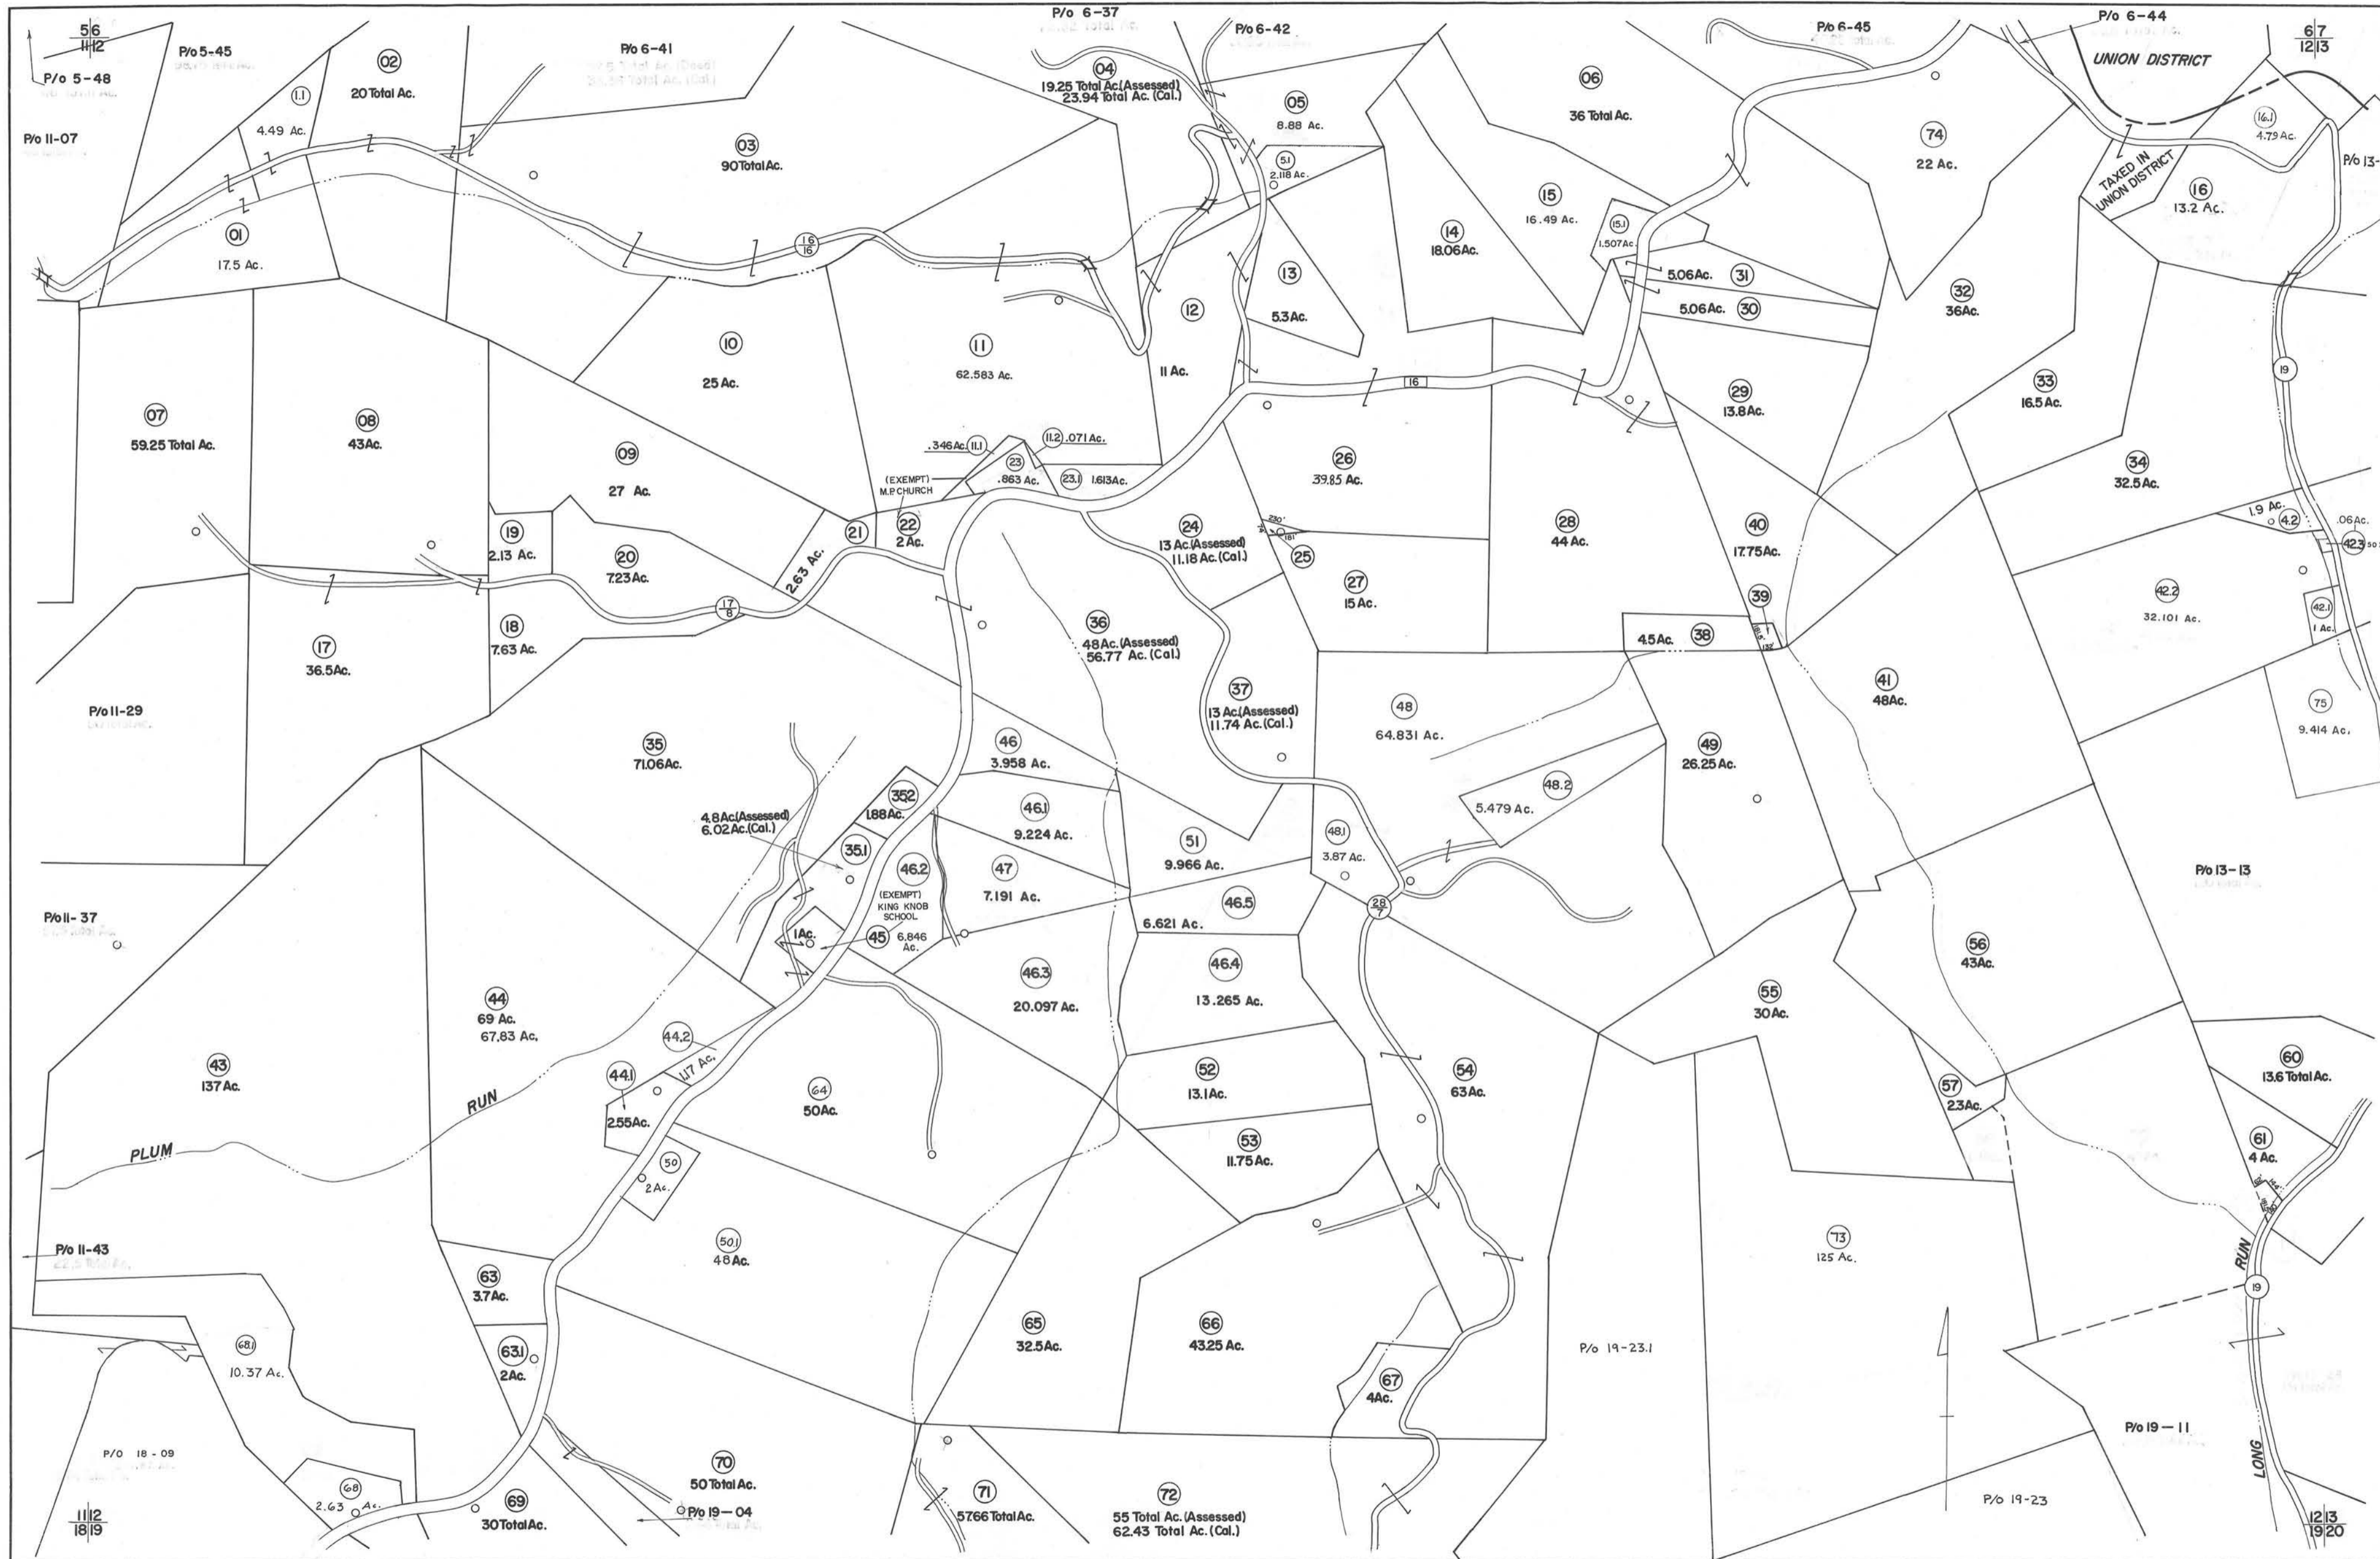 5|6
11|12
P/o 5-48
P/o 5-45
P/o 11-07
02
20 Total Ac.
1.1
4.49 Ac.
01
17.5 Ac.
P/o 6-41
03
90 Total Ac.
P/o 6-37
04
19.25 Total Ac.(Assessed)
23.94 Total Ac. (Cal.)
P/o 6-42
05
8.88 Ac.
5.1
2.118 Ac.
06
36 Total Ac.
P/o 6-45
P/o 6-44
UNION DISTRICT
6|7
12|13
74
22 Ac.
TAXED IN
UNION DISTRICT
16.1
4.79 Ac.
P/o 13-
16
13.2 Ac.
15
16.49 Ac.
15.1
1.507 Ac.
14
18.06 Ac.
13
5.3 Ac.
12
11 Ac.
16
16
5.06 Ac. 31
5.06 Ac. 30
32
36 Ac.
33
16.5 Ac.
19
07
59.25 Total Ac.
08
43 Ac.
09
27 Ac.
10
25 Ac.
11
62.583 Ac.
.346 Ac. 11.1
11.2 .071 Ac.
(EXEMPT)
M.P. CHURCH
23
.863 Ac.
23.1 1.613 Ac.
16
29
13.8 Ac.
26
39.85 Ac.
28
44 Ac.
34
32.5 Ac.
1.9 Ac.
4.2
.06 Ac.
42.3
50
19
2.13 Ac.
20
7.23 Ac.
21
2.63 Ac.
22
2 Ac.
24
13 Ac.(Assessed)
11.18 Ac.(Cal.)
230'
181'
25
27
15 Ac.
40
17.75 Ac.
39
181.5'
132'
4.5 Ac. 38
42.2
32.101 Ac.
42.1
1 Ac.
17
8
17
36.5 Ac.
18
7.63 Ac.
36
48 Ac.(Assessed)
56.77 Ac.(Cal.)
37
13 Ac.(Assessed)
11.74 Ac.(Cal.)
41
48 Ac.
P/o 11-29
35
71.06 Ac.
46
3.958 Ac.
48
64.831 Ac.
49
26.25 Ac.
75
9.414 Ac.
35.2
1.88 Ac.
4.8 Ac.(Assessed)
6.02 Ac.(Cal.)
35.1
46.1
9.224 Ac.
51
9.966 Ac.
48.1
3.87 Ac.
48.2
5.479 Ac.
46.2
(EXEMPT)
KING KNOB
SCHOOL
45
6.846
Ac.
1 Ac.
47
7.191 Ac.
46.5
6.621 Ac.
28
7
P/o 13-13
P/o 11-37
44
69 Ac.
67.83 Ac.
46.3
20.097 Ac.
46.4
13.265 Ac.
55
30 Ac.
56
43 Ac.
43
137 Ac.
44.2
1.17 Ac.
44.1
2.55 Ac.
64
50 Ac.
52
13.1 Ac.
54
63 Ac.
57
2.3 Ac.
60
13.6 Total Ac.
PLUM
RUN
50
2 Ac.
53
11.75 Ac.
61
4 Ac.
144'
P/o 11-43
63
3.7 Ac.
50.1
48 Ac.
73
125 Ac.
RUN
19
68.1
10.37 Ac.
63.1
2 Ac.
65
32.5 Ac.
66
43.25 Ac.
67
4 Ac.
P/o 19-23.1
P/o 18-09
68
2.63 Ac.
11|12
18|19
69
30 Total Ac.
70
50 Total Ac.
P/o 19-04
71
57.66 Total Ac.
72
55 Total Ac.(Assessed)
62.43 Total Ac.(Cal.)
P/o 19-23
P/o 19-11
LONG
12|13
19|20